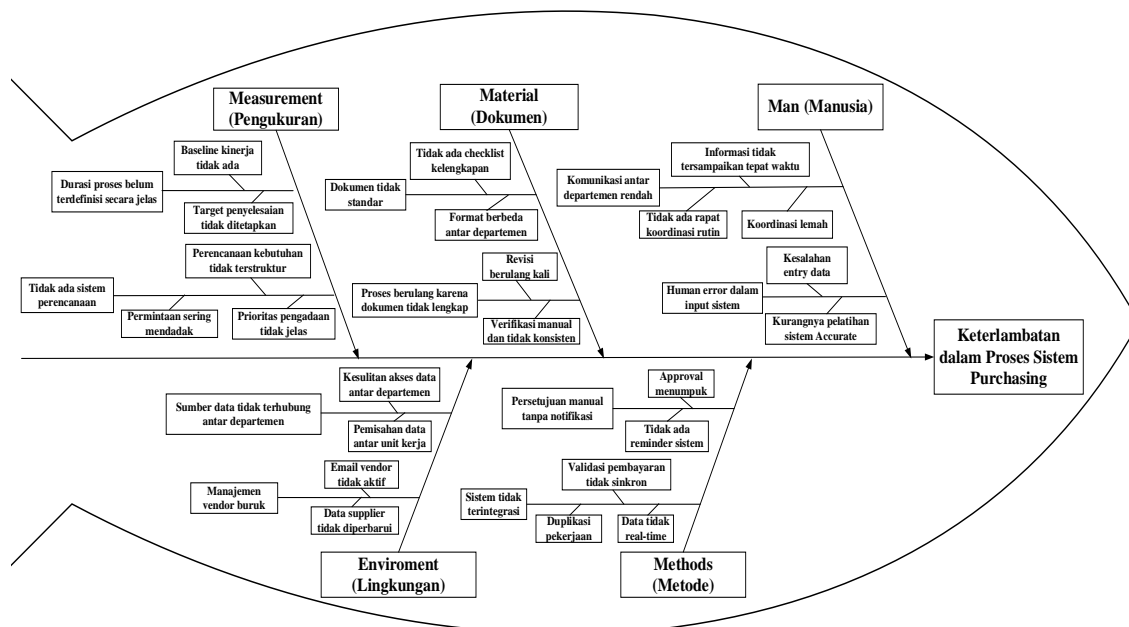 Measurement
(Pengukuran)
Material
(Dokumen)
Man (Manusia)
Baseline kinerja
tidak ada
Durasi proses belum
terdefinisi secara jelas
Target penyelesaian
tidak ditetapkan
Perencanaan kebutuhan
tidak terstruktur
Tidak ada sistem
perencanaan
Permintaan sering
mendadak
Prioritas pengadaan
tidak jelas
Tidak ada checklist
kelengkapan
Dokumen tidak
standar
Format berbeda
antar departemen
Revisi
berulang kali
Proses berulang karena
dokumen tidak lengkap
Verifikasi manual
dan tidak konsisten
Informasi tidak
tersampaikan tepat waktu
Komunikasi antar
departemen rendah
Tidak ada rapat
koordinasi rutin
Koordinasi lemah
Kesalahan
entry data
Human error dalam
input sistem
Kurangnya pelatihan
sistem Accurate
Keterlambatan
dalam Proses Sistem
Purchasing
Kesulitan akses data
antar departemen
Sumber data tidak terhubung
antar departemen
Pemisahan data
antar unit kerja
Email vendor
tidak aktif
Manajemen
vendor buruk
Data supplier
tidak diperbarui
Approval
menumpuk
Persetujuan manual
tanpa notifikasi
Tidak ada
reminder sistem
Validasi pembayaran
tidak sinkron
Sistem tidak
terintegrasi
Duplikasi
pekerjaan
Data tidak
real-time
Enviroment
(Lingkungan)
Methods
(Metode)